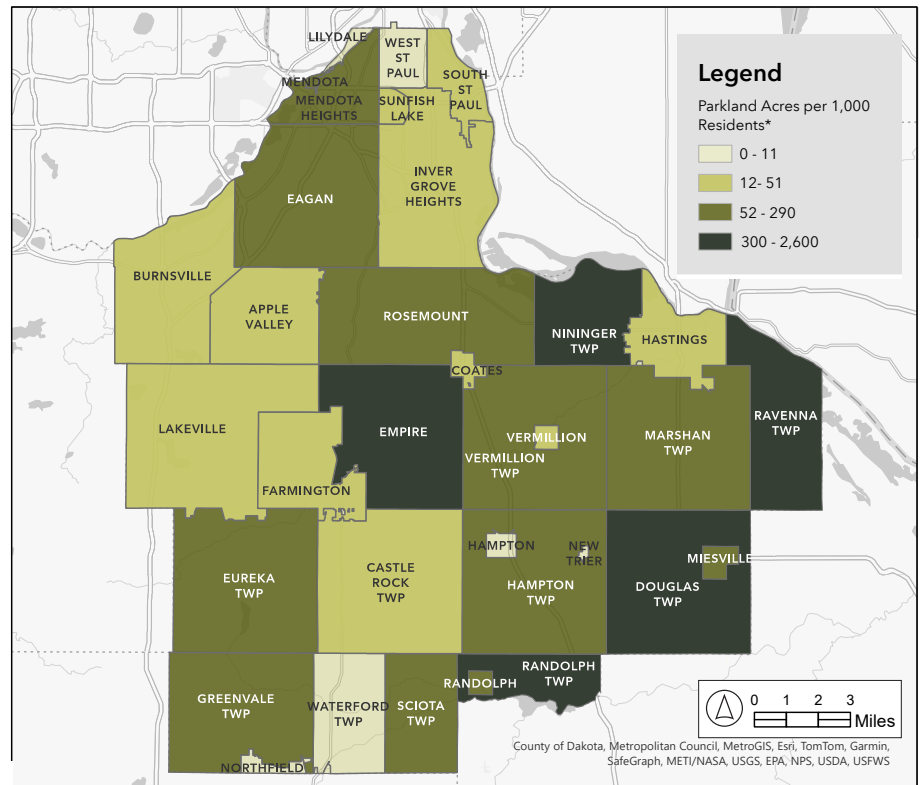 LILYDALE
WEST
ST
PAUL
SOUTH
ST
PAUL
MENDOTA
MENDOTA
HEIGHTS
SUNFISH
LAKE
Legend
Parkland Acres per 1,000
Residents*
0 - 11
12- 51
52 - 290
300 - 2,600
EAGAN
INVER
GROVE
HEIGHTS
BURNSVILLE
APPLE
VALLEY
ROSEMOUNT
NININGER
TWP
HASTINGS
COATES
LAKEVILLE
EMPIRE
VERMILLION
VERMILLION
TWP
MARSHAN
TWP
RAVENNA
TWP
FARMINGTON
HAMPTON
NEW
TRIER
MIESVILLE
EUREKA
TWP
CASTLE
ROCK
TWP
HAMPTON
TWP
DOUGLAS
TWP
GREENVALE
TWP
WATERFORD
TWP
SCIOTA
TWP
RANDOLPH
RANDOLPH
TWP
NORTHFIELD
0 1 2 3
Miles
County of Dakota, Metropolitan Council, MetroGIS, Esri, TomTom, Garmin,
SafeGraph, METI/NASA, USGS, EPA, NPS, USDA, USFWS